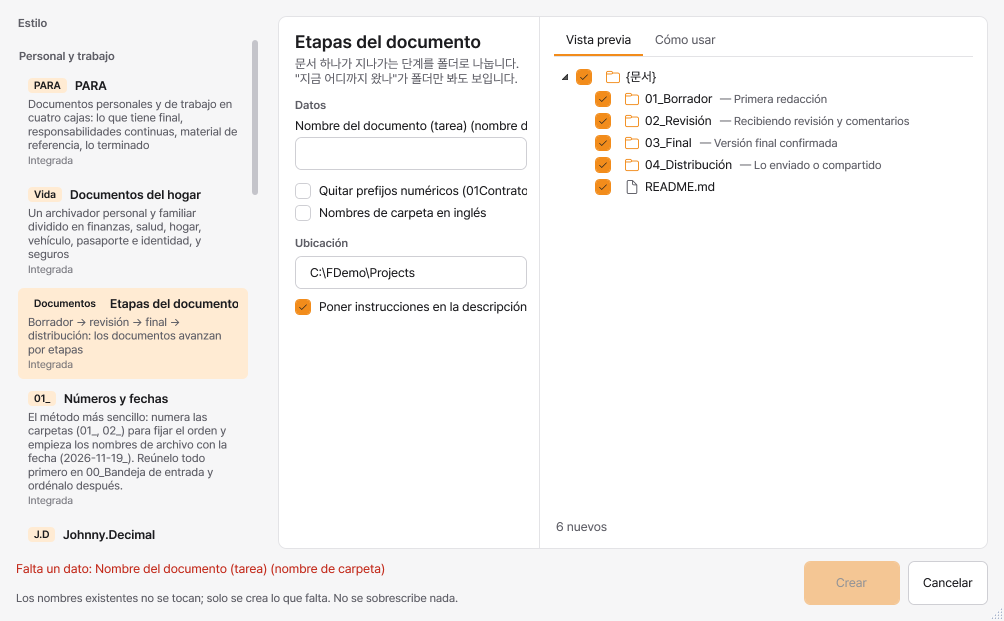 Estilo
Personal y trabajo
PARA PARA
Documentos personales y de trabajo en
cuatro cajas: lo que tiene final,
responsabilidades continuas, material de
referencia, lo terminado
Integrada
Vida Documentos del hogar
Un archivador personal y familiar
dividido en finanzas, salud, hogar,
vehículo, pasaporte e identidad, y
seguros
Integrada
Documentos Etapas del documento
Borrador → revisión → final →
distribución: los documentos avanzan
por etapas
Integrada
01_ Números y fechas
El método más sencillo: numera las
carpetas (01_, 02_) para fijar el orden y
empieza los nombres de archivo con la
fecha (2026-11-19_). Reúnelo todo
primero en 00_Bandeja de entrada y
ordénalo después.
Integrada
J.D Johnny.Decimal
Etapas del documento
문서 하나가 지나가는 단계를 폴더로 나눕니다.
"지금 어디까지 왔나"가 폴더만 봐도 보입니다.
Datos
Nombre del documento (tarea) (nombre d
Quitar prefijos numéricos (01Contrato
Nombres de carpeta en inglés
Ubicación
C:\FDemo\Projects
Poner instrucciones en la descripción
Vista previa Cómo usar
{문서}
01_Borrador — Primera redacción
02_Revisión — Recibiendo revisión y comentarios
03_Final — Versión final confirmada
04_Distribución — Lo enviado o compartido
README.md
6 nuevos
Falta un dato: Nombre del documento (tarea) (nombre de carpeta)
Los nombres existentes no se tocan; solo se crea lo que falta. No se sobrescribe nada.
Crear Cancelar